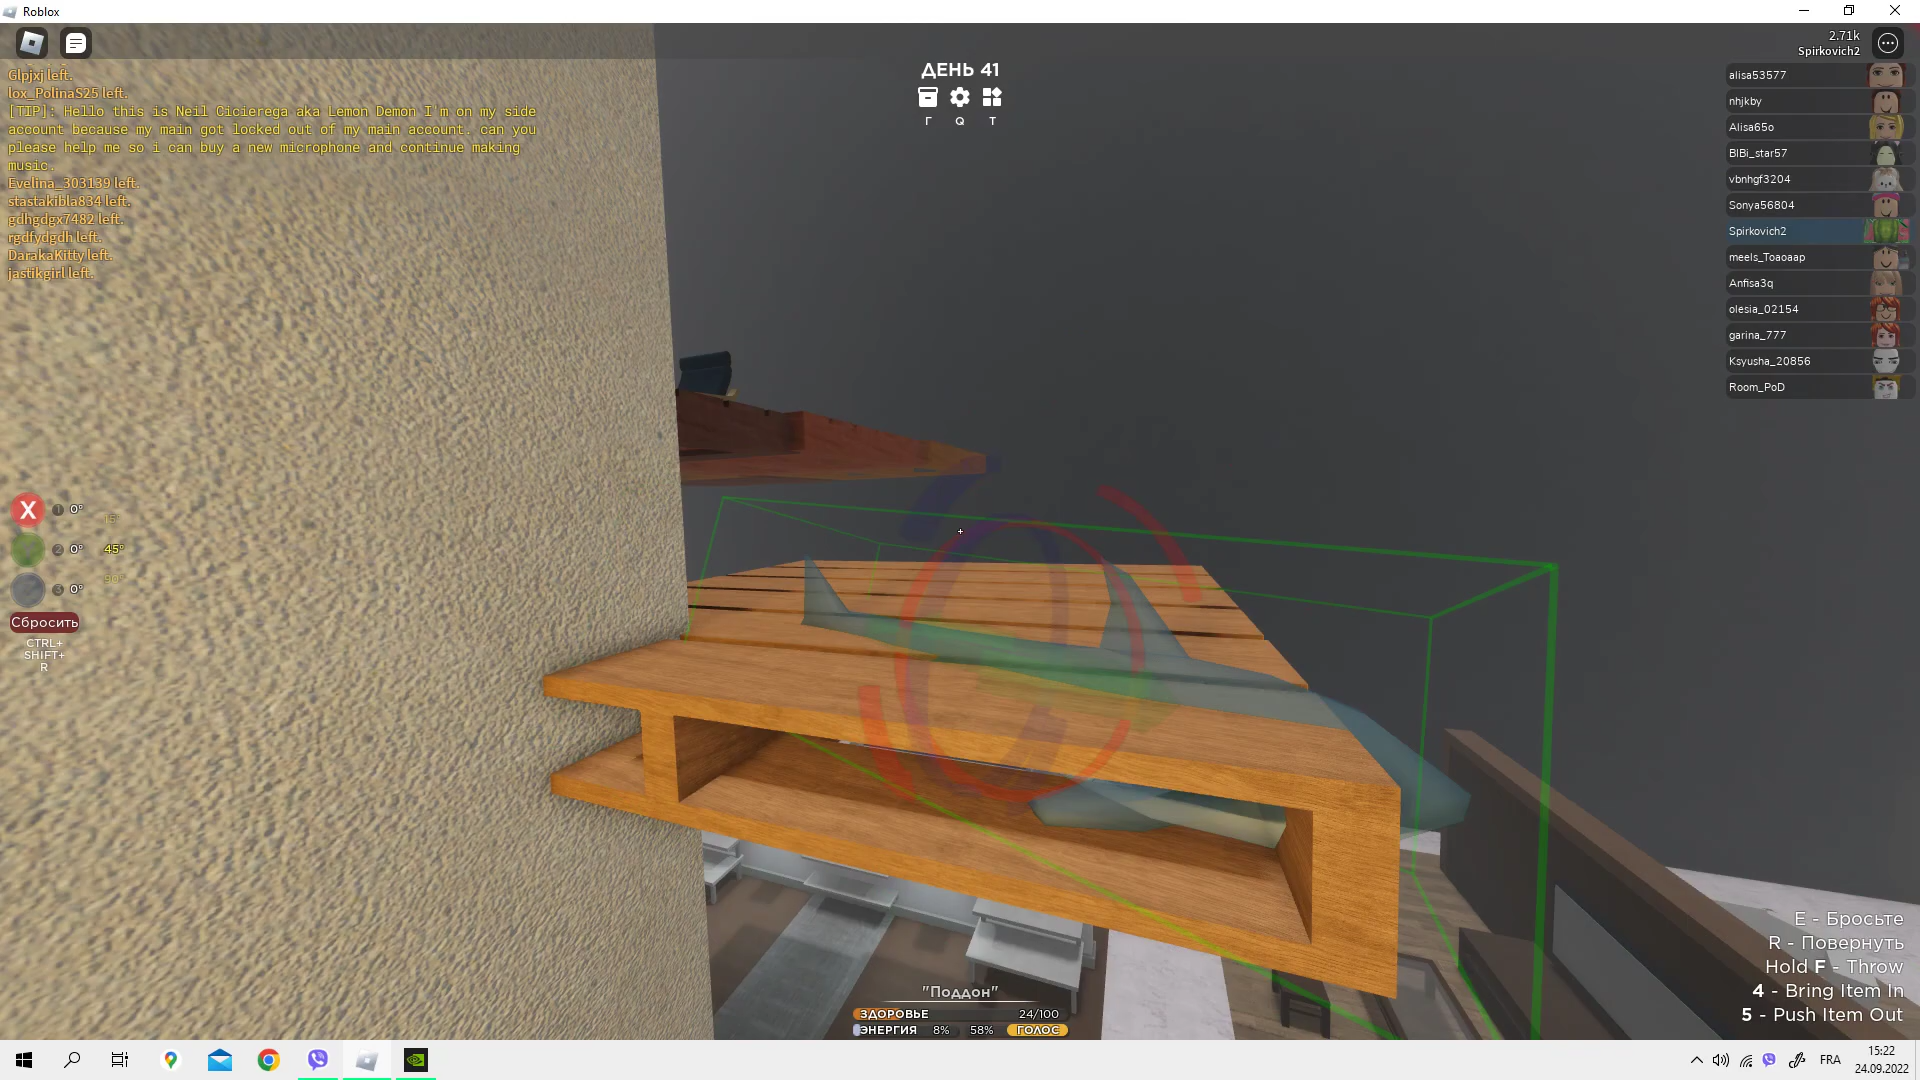 Roblox
2.71k
Spirkovich2
Glpjxj left.
lox_PolinaS25 left.
[TIP]: Hello this is Neil Cicierega aka Lemon Demon I'm on my side
account because my main got locked out of my main account. can you
please help me so i can buy a new microphone and continue making
music.
Evelina_303139 left.
stastakibla834 left.
gdhgdgx7482 left.
rgdfydgdh left.
DarakaKitty left.
jastikgirl left.
ДЕНЬ 41
Г Q T
alisa53577
nhjkby
Alisa65o
BIBi_star57
vbnhgf3204
Sonya56804
Spirkovich2
meels_Toaoaap
Anfisa3q
olesia_02154
garina_777
Ksyusha_20856
Room_PoD
X 1 0° 15°
2 0° 45°
3 0° 90°
Сбросить
CTRL+
SHIFT+
R
E - Бросьте
R - Повернуть
Hold F - Throw
4 - Bring Item In
5 - Push Item Out
"Поддон"
ЗДОРОВЬЕ 24/100
ЭНЕРГИЯ 8% 58% ГОЛОС
FRA
15:22
24.09.2022